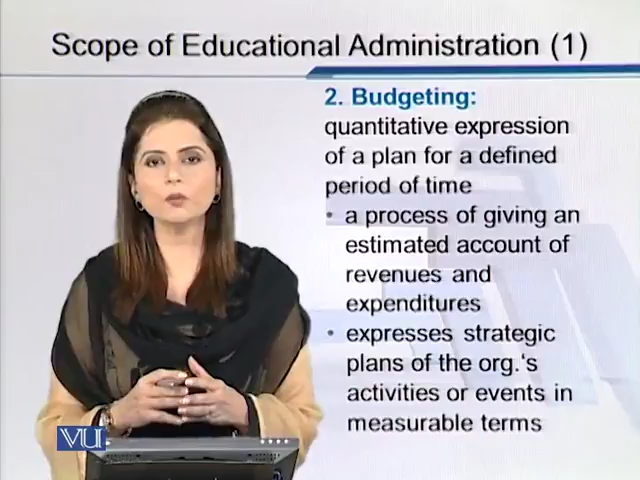 Scope of Educational Administration (1)
2. Budgeting:
quantitative expression
of a plan for a defined
period of time
• a process of giving an
estimated account of
revenues and
expenditures
• expresses strategic
plans of the org.‘s
activities or events in
measurable terms
VU